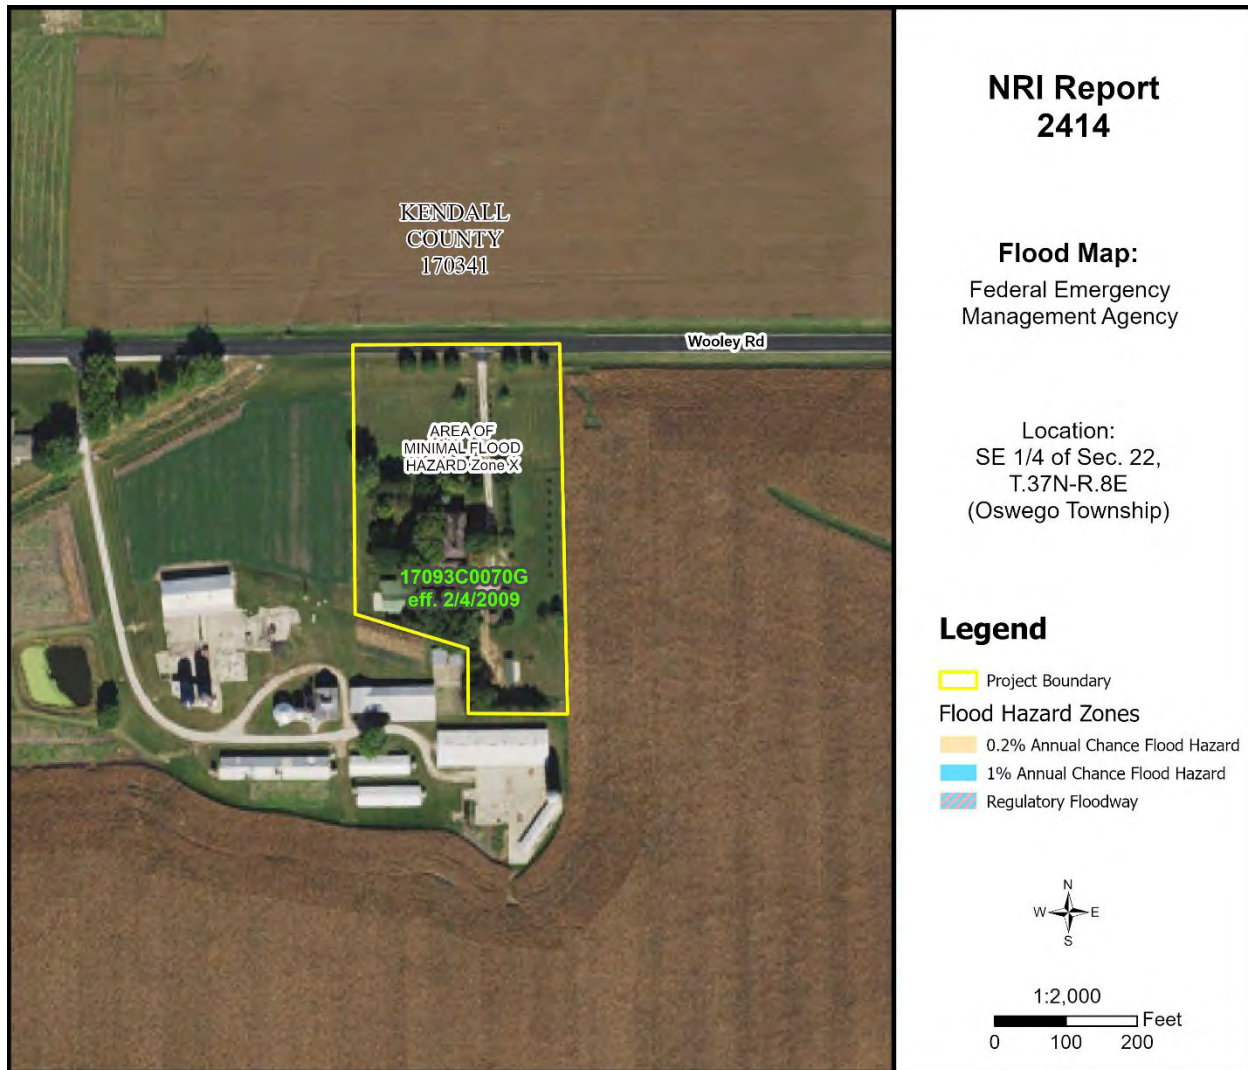 KENDALL
COUNTY
170341
Wooley Rd
AREA OF
MINIMAL FLOOD
HAZARD Zone X
17093C0070G
eff. 2/4/2009
NRI Report
2414
Flood Map:
Federal Emergency
Management Agency
Location:
SE 1/4 of Sec. 22,
T.37N-R.8E
(Oswego Township)
Legend
Project Boundary
Flood Hazard Zones
0.2% Annual Chance Flood Hazard
1% Annual Chance Flood Hazard
Regulatory Floodway
N
W E
S
1:2,000
Feet
0 100 200